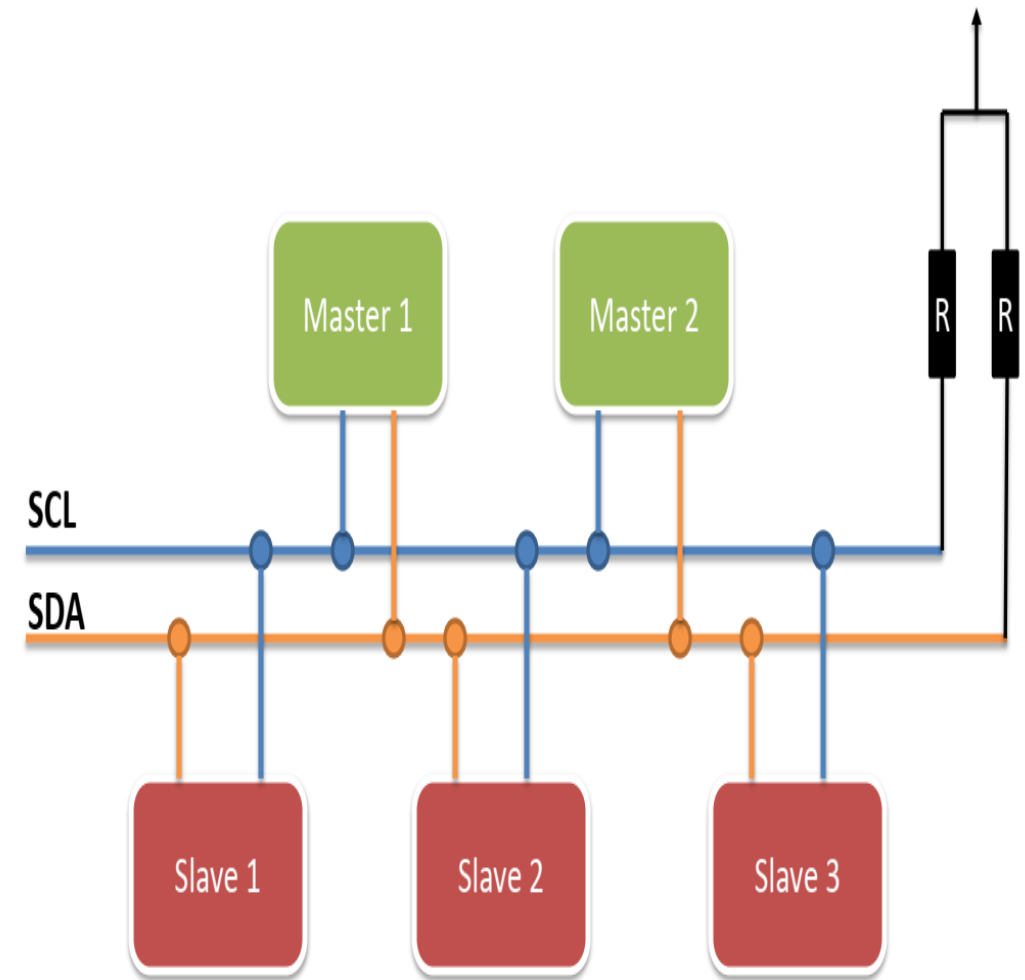 Master 1
Master 2
R
R
SCL
SDA
Slave 1
Slave 2
Slave 3